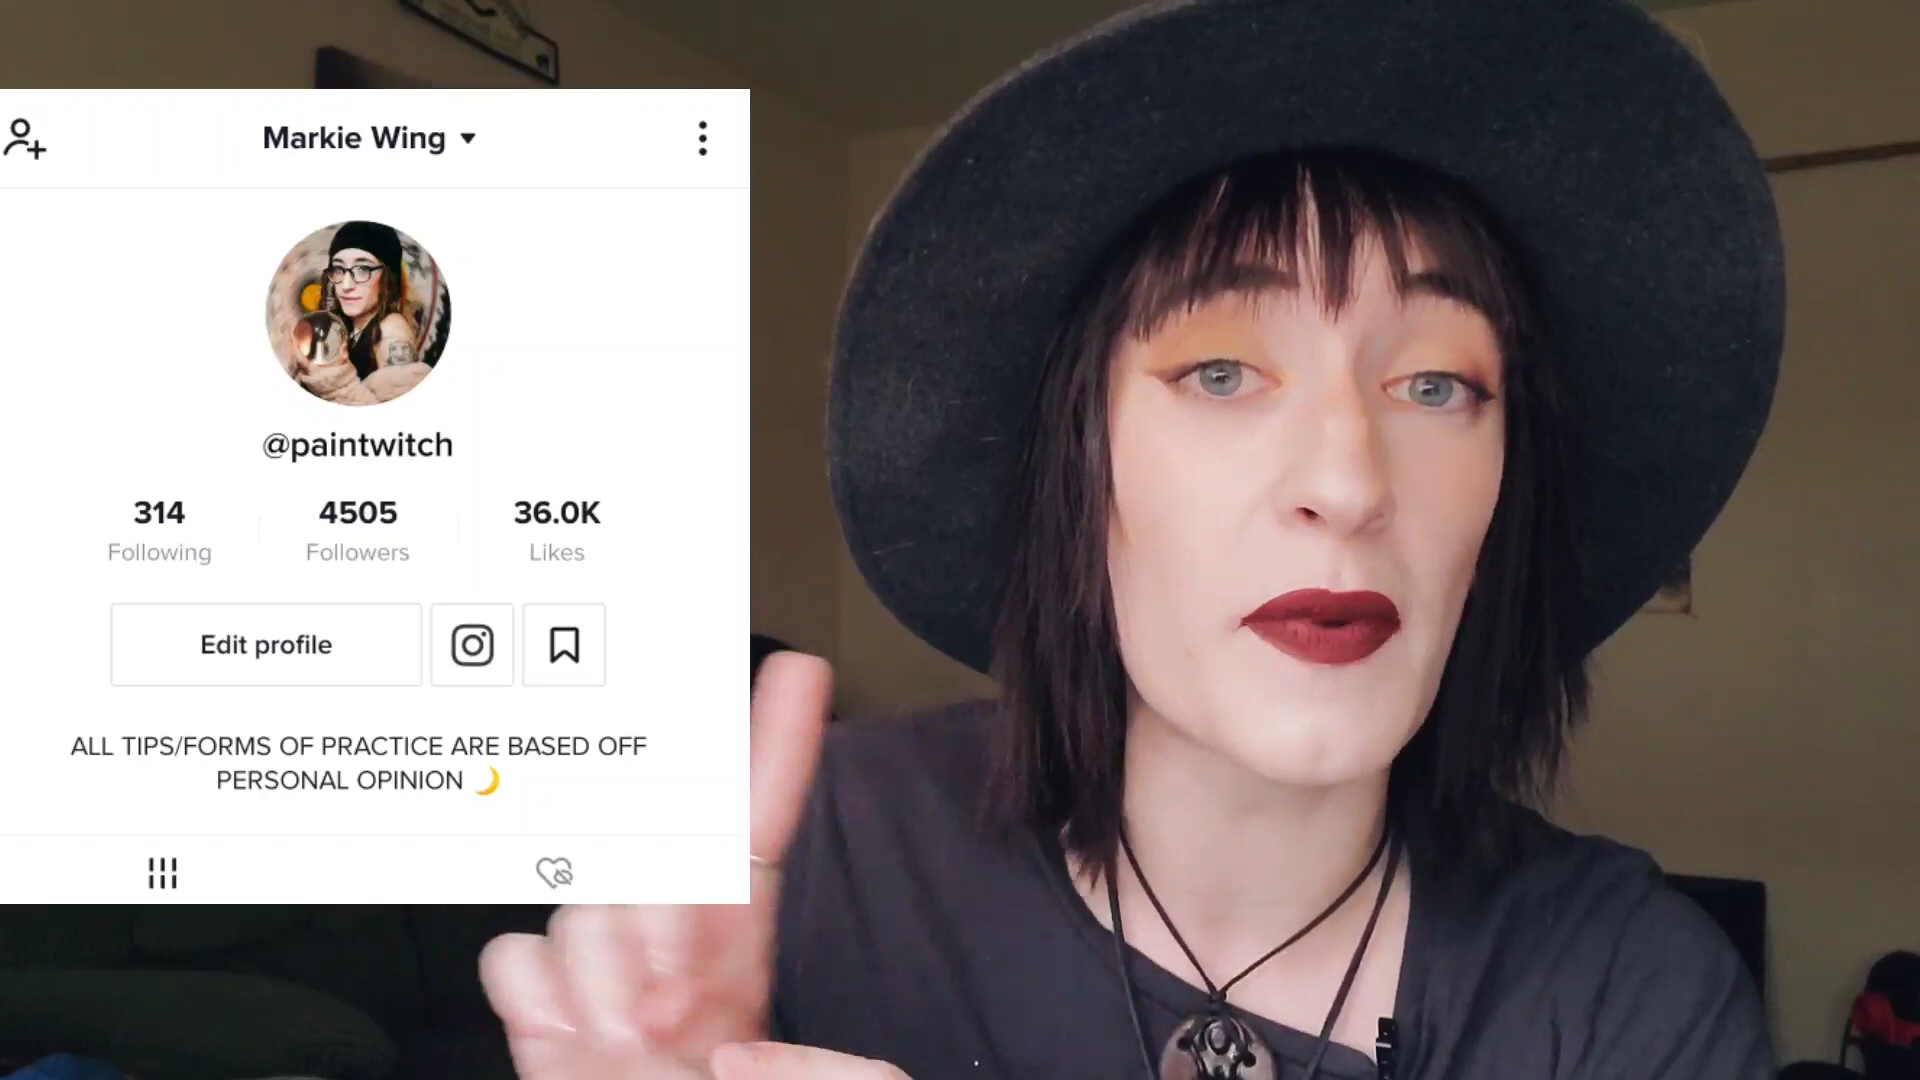 Markie Wing
@paintwitch
314 4505 36.0K
Following Followers Likes
Edit profile
ALL TIPS/FORMS OF PRACTICE ARE BASED OFF
PERSONAL OPINION 🌙